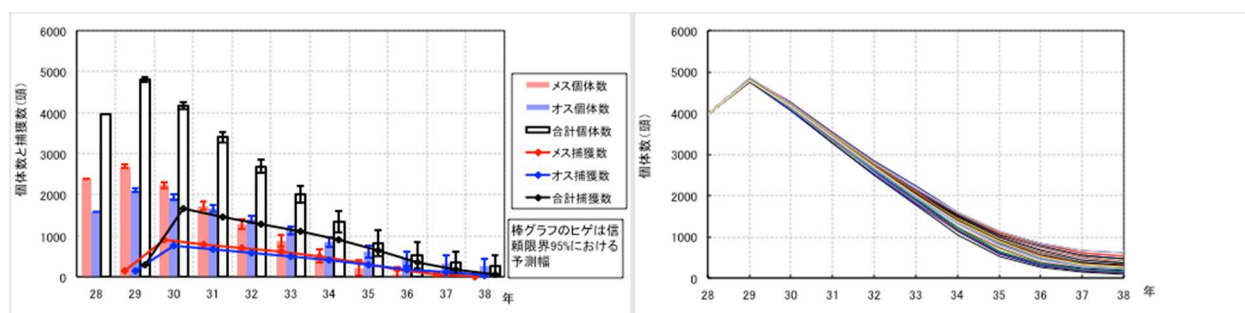 6000
5000
4000
3000
2000
1000
0
個体数と捕獲数(頭)
28 29 30 31 32 33 34 35 36 37 38 年
メス個体数
オス個体数
合計個体数
メス捕獲数
オス捕獲数
合計捕獲数
棒グラフのヒゲは信
頼限界95%における
予測幅
6000
5000
4000
3000
2000
1000
0
個体数(頭)
28 29 30 31 32 33 34 35 36 37 38 年